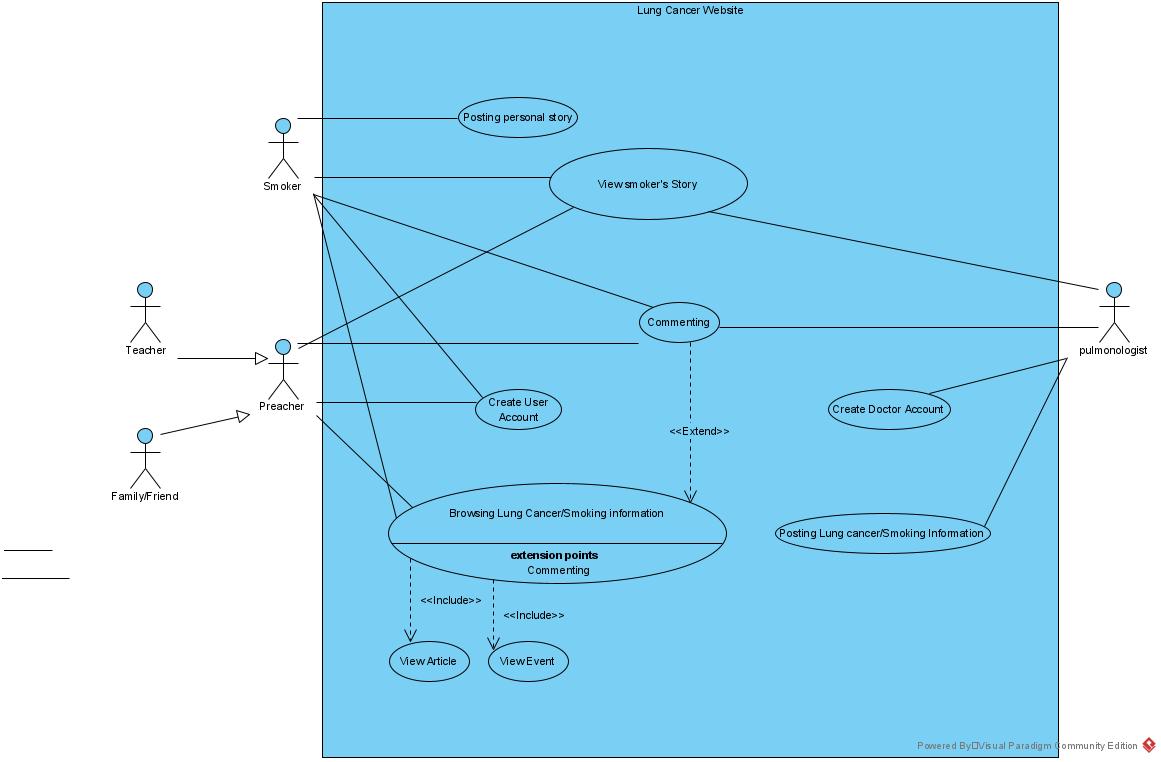 Lung Cancer Website
Posting personal story
Smoker
View smoker's Story
Teacher
Commenting
pulmonologist
Preacher
Create User
Account
Create Doctor Account
<<Extend>>
Family/Friend
Browsing Lung Cancer/Smoking information
Posting Lung cancer/Smoking Information
extension points
Commenting
<<Include>>
<<Include>>
View Article
View Event
Powered By Visual Paradigm Community Edition